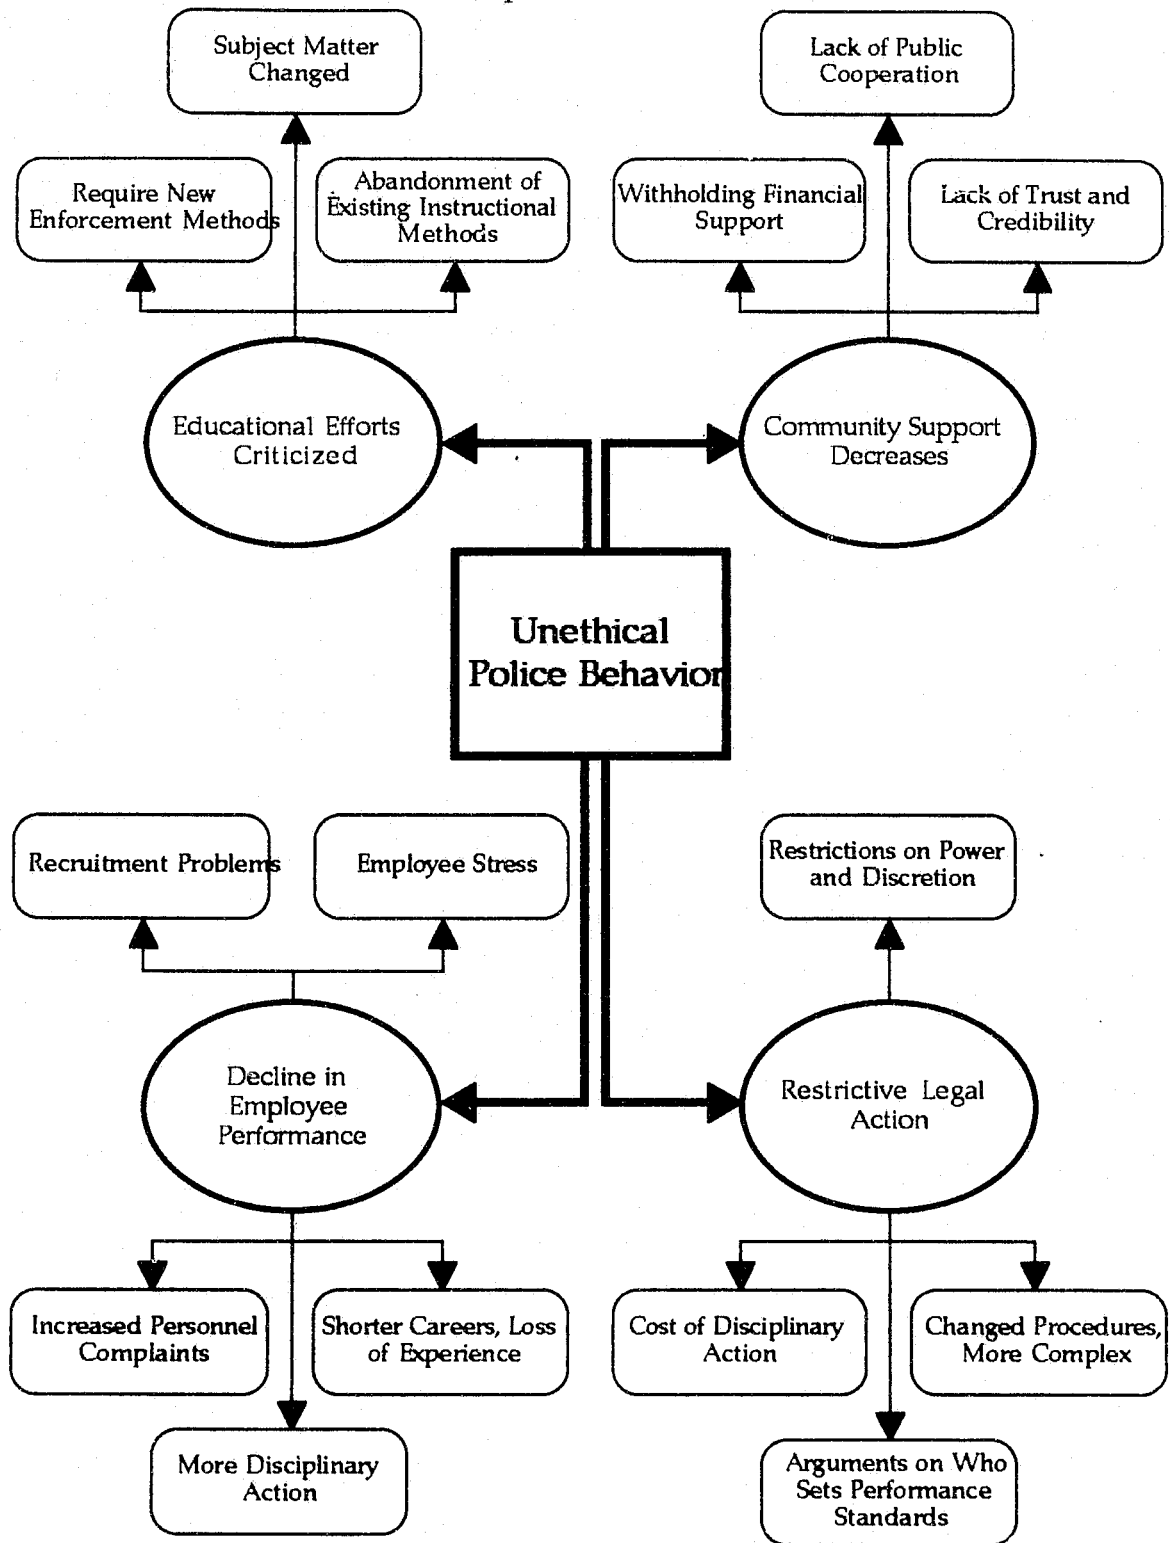 Subject Matter
Changed
Lack of Public
Cooperation
Require New
Enforcement Methods
Abandonment of
Existing Instructional
Methods
Withholding Financial
Support
Lack of Trust and
Credibility
Educational Efforts
Criticized
Community Support
Decreases
Unethical
Police Behavior
Recruitment Problems
Employee Stress
Restrictions on Power
and Discretion
Decline in
Employee
Performance
Restrictive Legal
Action
Increased Personnel
Complaints
Shorter Careers, Loss
of Experience
Cost of Disciplinary
Action
Changed Procedures,
More Complex
More Disciplinary
Action
Arguments on Who
Sets Performance
Standards